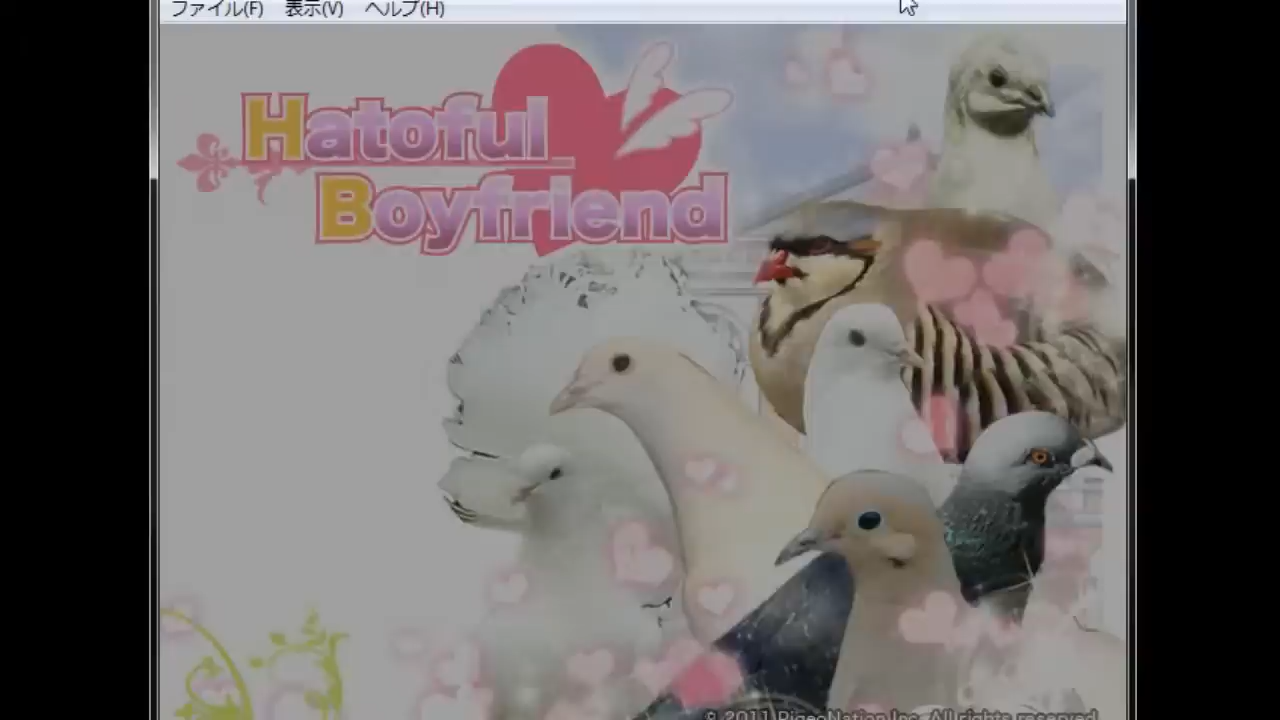 ファイル(F) 表示(V) ヘルプ(H)
Hatoful
Boyfriend
© 2011 PigeoNation Inc. All rights reserved.